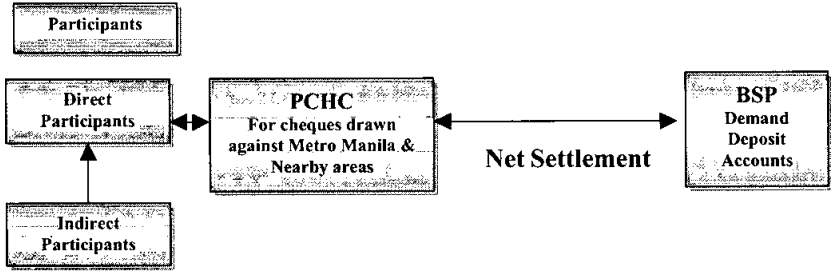 Participants
Direct
Participants
PCHC
For cheques drawn
against Metro Manila &
Nearby areas
Net Settlement
BSP
Demand
Deposit
Accounts
Indirect
Participants